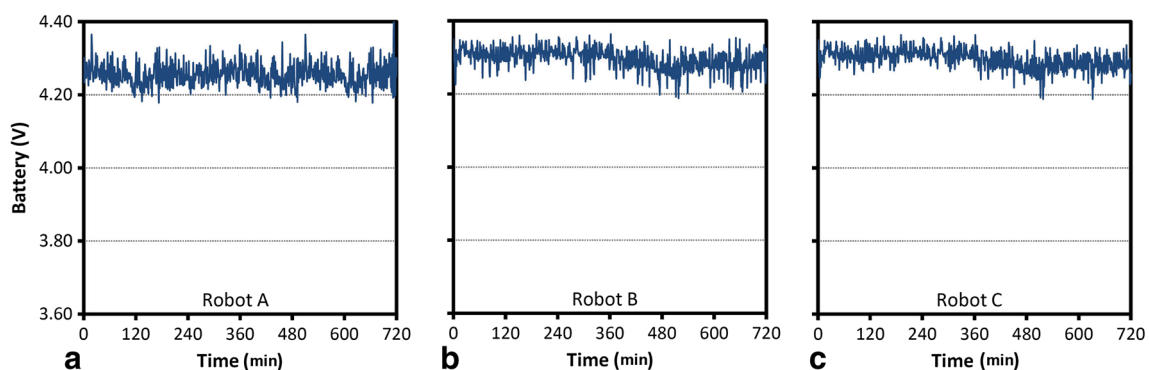 4.40
4.20
4.00
3.80
3.60
Battery (V)
Robot A
0 120 240 360 480 600 720
Time (min)
a
Robot B
0 120 240 360 480 600 720
Time (min)
b
Robot C
0 120 240 360 480 600 720
Time (min)
c